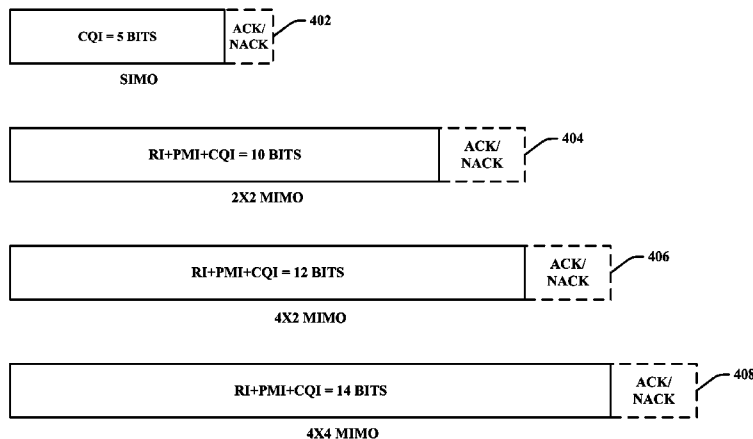 CQI = 5 BITS
ACK/
NACK
402
SIMO
RI+PMI+CQI = 10 BITS
ACK/
NACK
404
2X2 MIMO
RI+PMI+CQI = 12 BITS
ACK/
NACK
406
4X2 MIMO
RI+PMI+CQI = 14 BITS
ACK/
NACK
408
4X4 MIMO